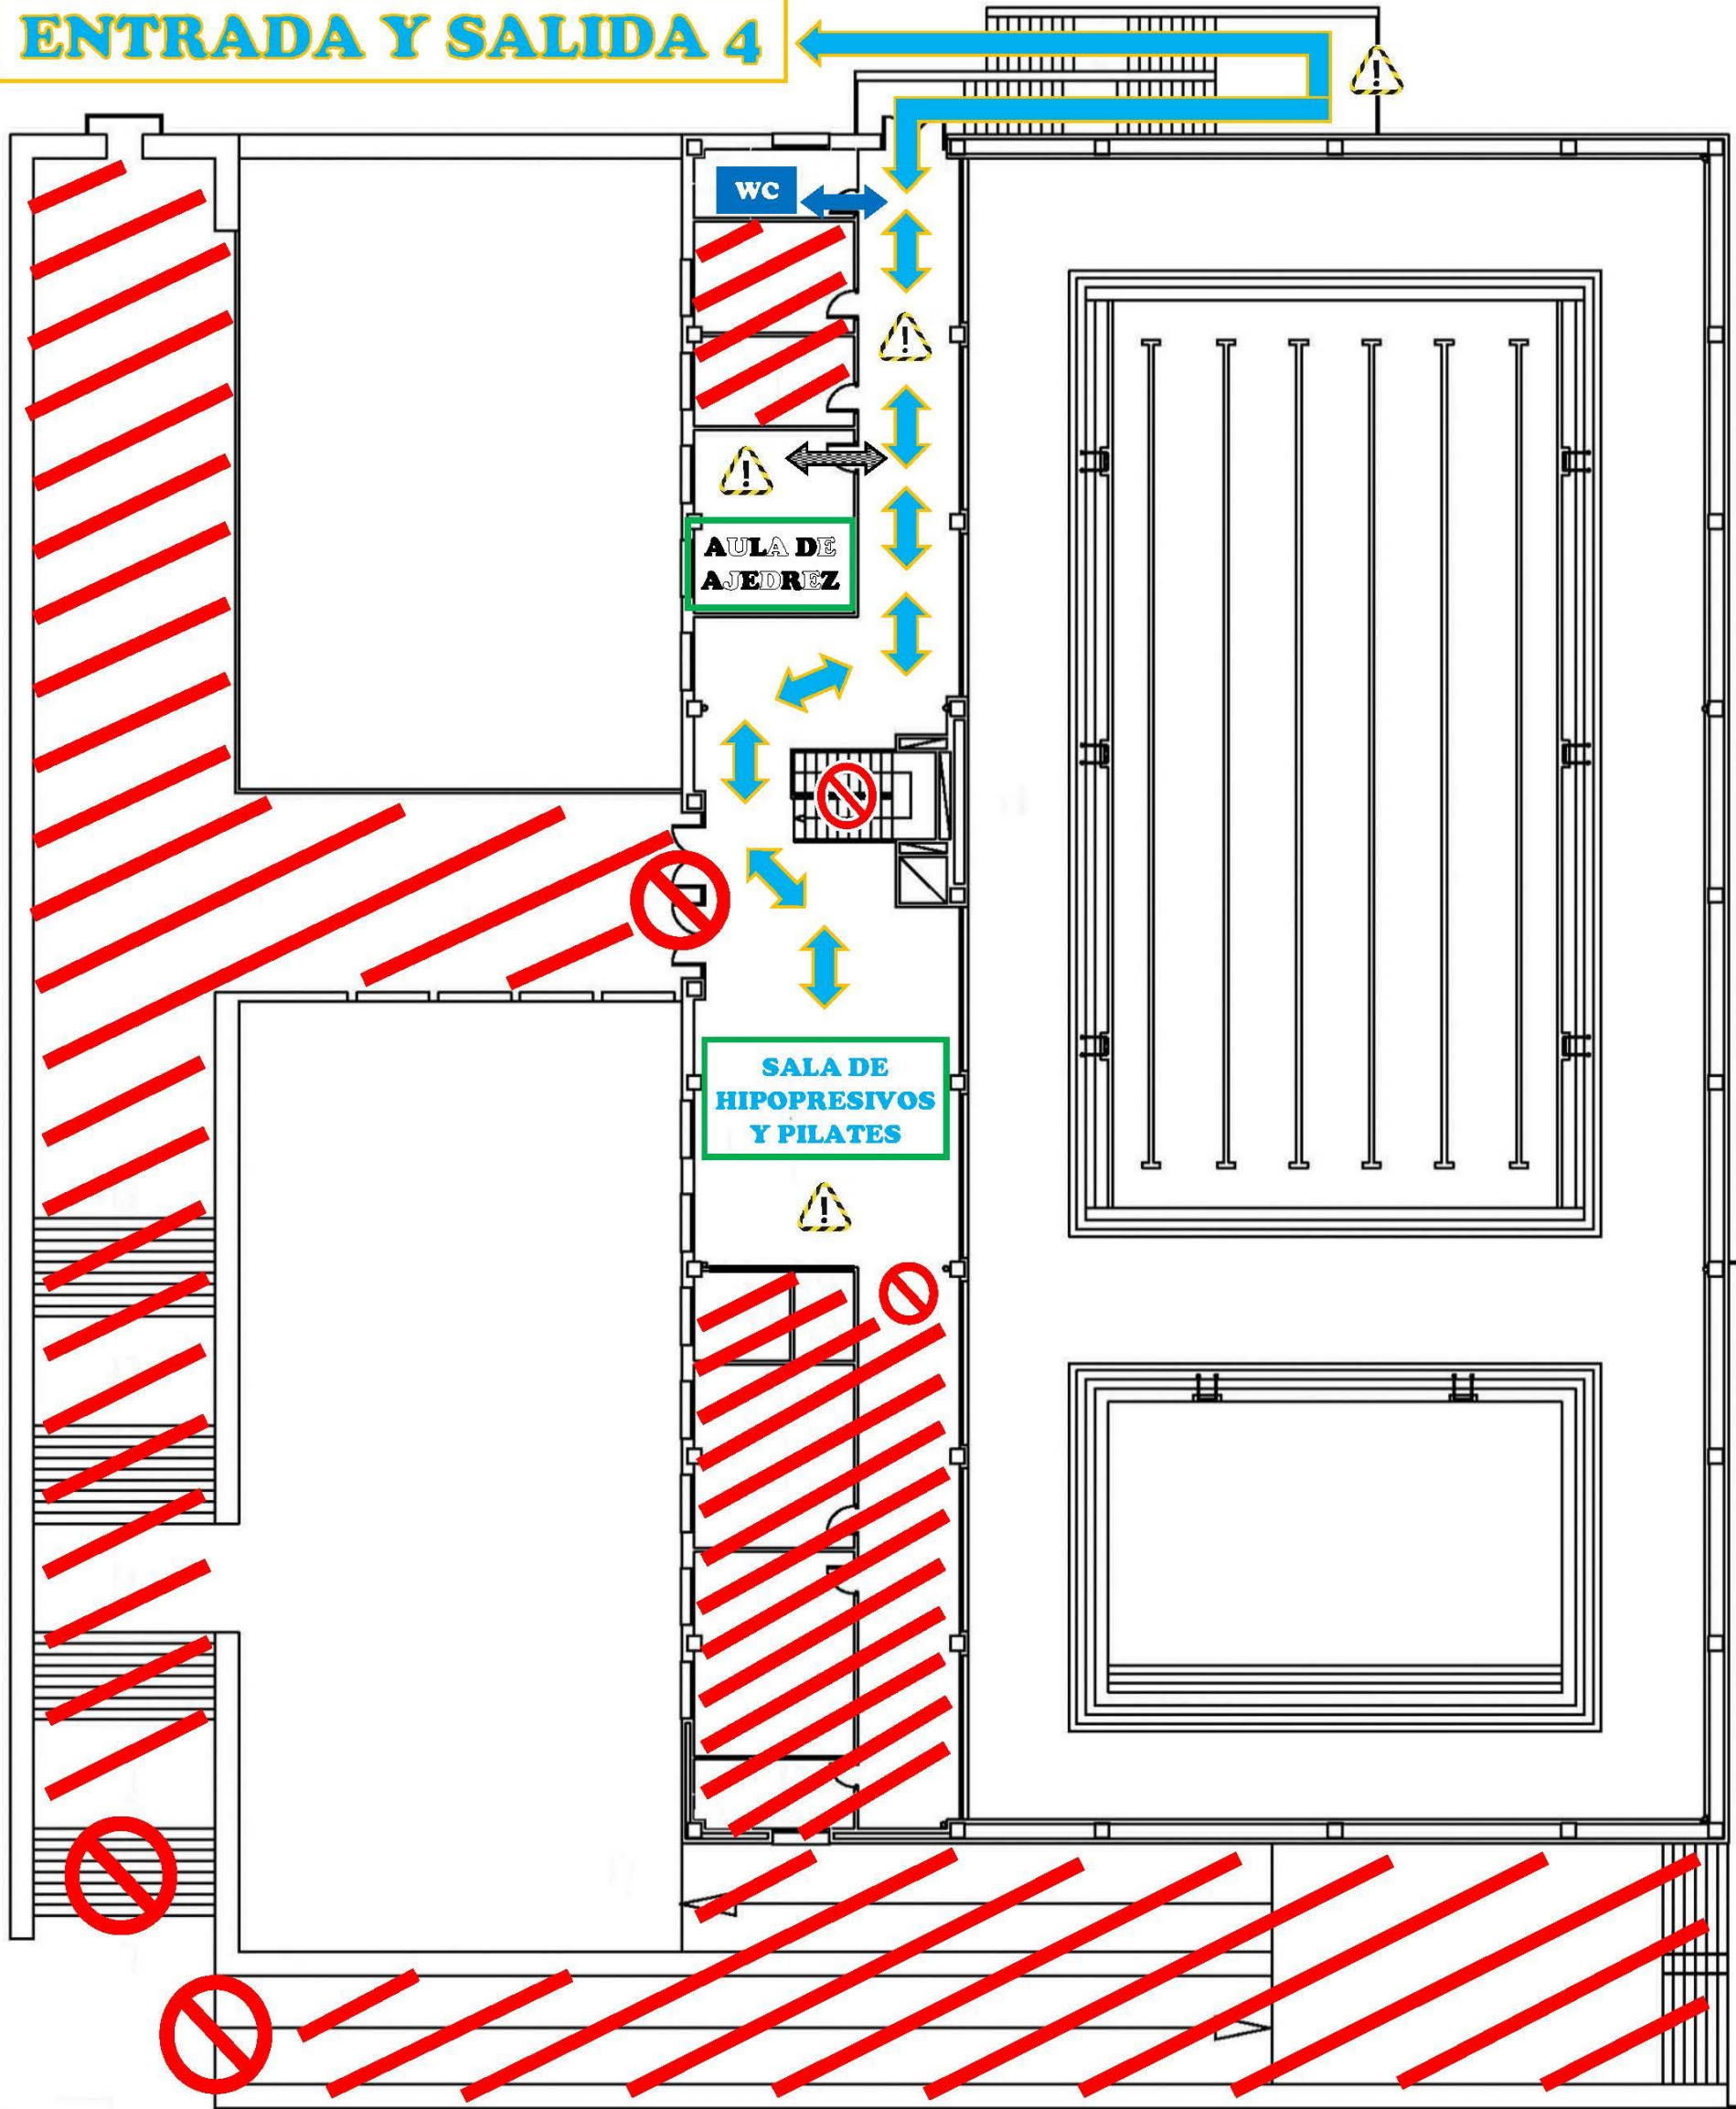 ENTRADA Y SALIDA 4
WC
AULA DE
AJEDREZ
SALA DE
HIPOPRESIVOS
Y PILATES